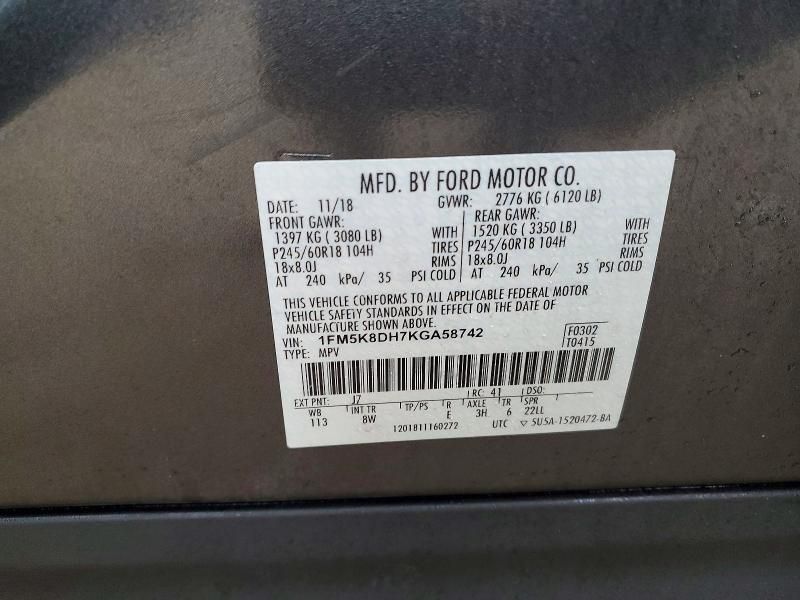 MFD. BY FORD MOTOR CO.
DATE: 11/18 GVWR: 2776 KG ( 6120 LB)
FRONT GAWR: REAR GAWR:
1397 KG ( 3080 LB) WITH 1520 KG ( 3350 LB) WITH
P245/60R18 104H TIRES P245/60R18 104H TIRES
18x8.0J RIMS 18x8.0J RIMS
AT 240 kPa/ 35 PSI COLD AT 240 kPa/ 35 PSI COLD
THIS VEHICLE CONFORMS TO ALL APPLICABLE FEDERAL MOTOR
VEHICLE SAFETY STANDARDS IN EFFECT ON THE DATE OF
MANUFACTURE SHOWN ABOVE.
VIN: 1FM5K8DH7KGA58742 F0302
TYPE: MPV T0415
EXT PNT: J7 RC: 41 DSO:
WB INT TR TP/PS R AXLE TR SPR
113 8W E 3H 6 22LL
1201811160272 UTC ▽ 5U5A-1520472-BA